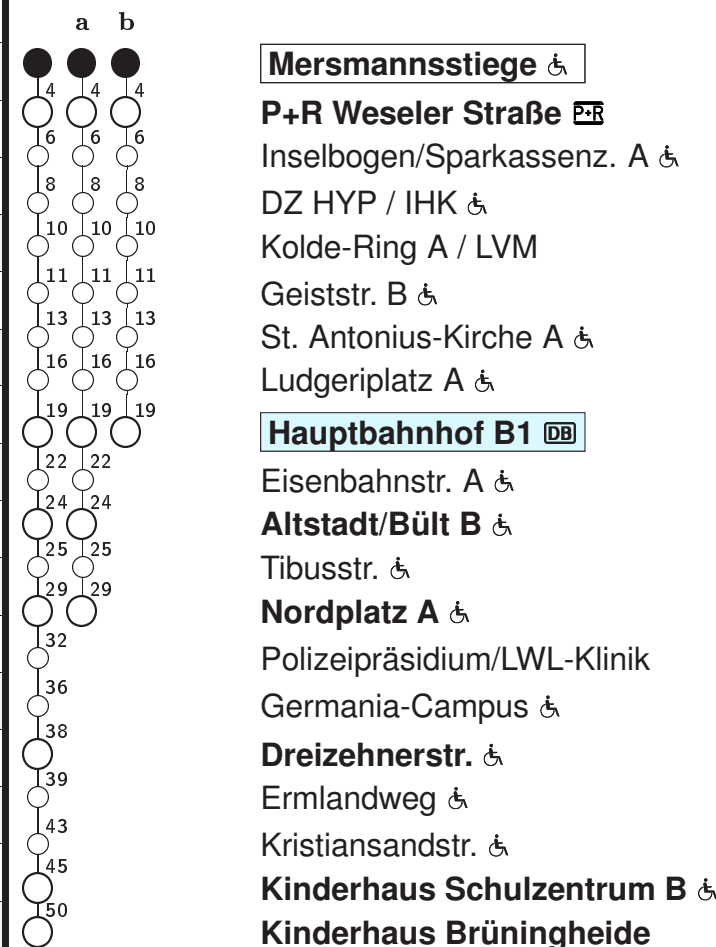 a b
Mersmannsstiege
4 4 4 P+R Weseler Straße P+R
6 6 6 Inselbogen/Sparkassenz. A
8 8 8 DZ HYP / IHK
10 10 10 Kolde-Ring A / LVM
11 11 11 Geiststr. B
13 13 13 St. Antonius-Kirche A
16 16 16 Ludgeriplatz A
19 19 19 Hauptbahnhof B1 DB
22 22 Eisenbahnstr. A
24 24 Altstadt/Bült B
25 25 Tibusstr.
29 29 Nordplatz A
32 Polizeipräsidium/LWL-Klinik
36 Germania-Campus
38 Dreizehnerstr.
39 Ermlandweg
43 Kristiansandstr.
45 Kinderhaus Schulzentrum B
50 Kinderhaus Brüningheide